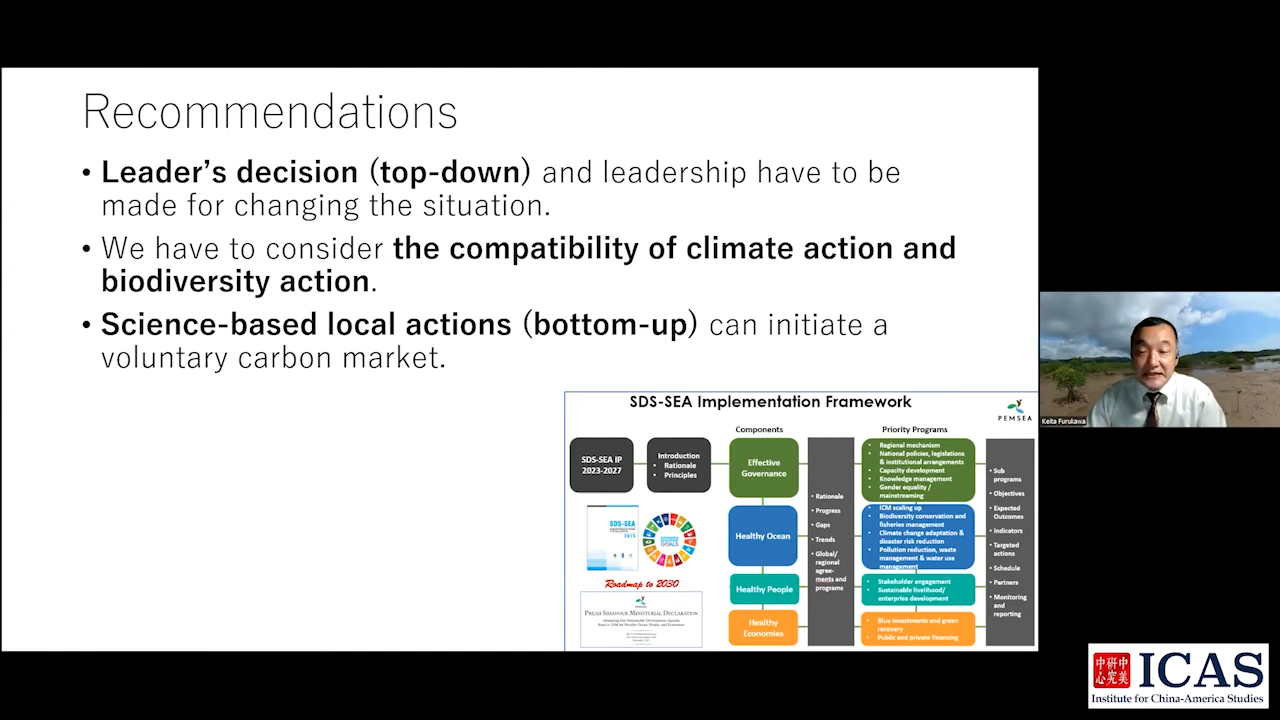 Recommendations
• Leader’s decision (top-down) and leadership have to be
made for changing the situation.
• We have to consider the compatibility of climate action and
biodiversity action.
• Science-based local actions (bottom-up) can initiate a
voluntary carbon market.
SDS-SEA Implementation Framework
PEMSEA
Components
Priority Programs
SDS-SEA IP
2023-2027
Introduction
• Rationale
• Principles
Effective
Governance
Healthy Ocean
Healthy People
Healthy
Economies
• Rationale
• Progress
• Gaps
• Trends
• Global/
regional
agree-
ments and
programs
• Regional mechanism
• National policies, legislations
& institutional arrangements
• Capacity development
• Knowledge management
• Gender equality /
mainstreaming
• ICM scaling up
• Biodiversity conservation and
fisheries management
• Climate change adaptation &
disaster risk reduction
• Pollution reduction, waste
management & water use
management
• Stakeholder engagement
• Sustainable livelihood/
enterprise development
• Blue investments and green
recovery
• Public and private financing
• Sub
programs
• Objectives
• Expected
Outcomes
• Indicators
• Targeted
actions
• Schedule
• Partners
• Monitoring
and
reporting
SDS-SEA
Roadmap to 2030
PEMSEA
Preah Sihanouk Ministerial Declaration
Keita Furukawa
中研中
心究美
ICAS
Institute for China-America Studies